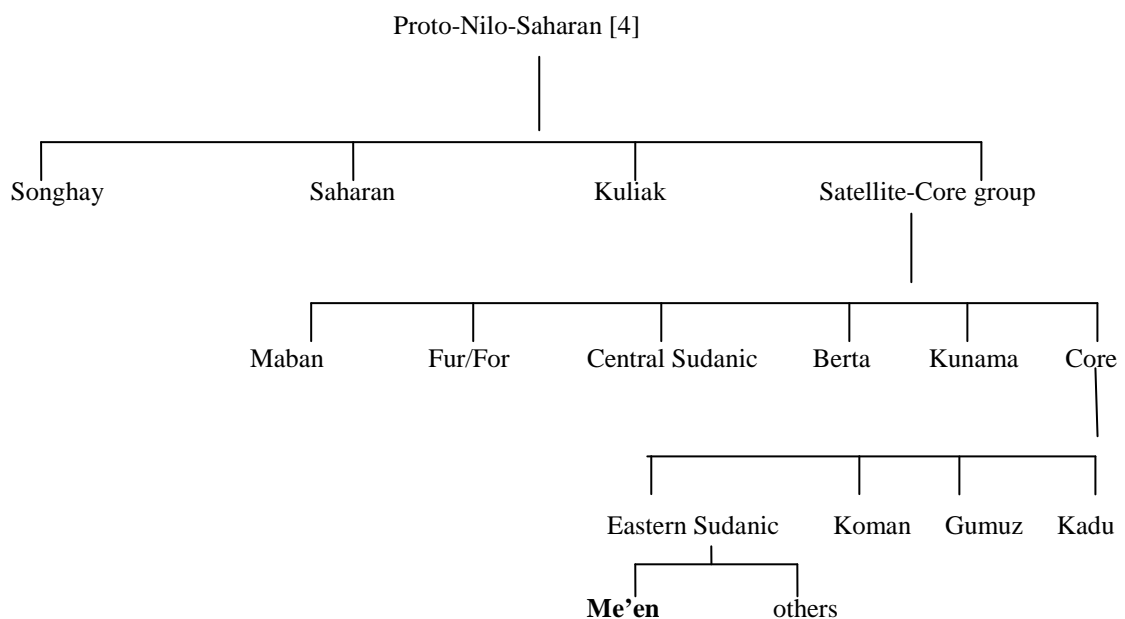 Proto-Nilo-Saharan [4]
Songhay Saharan Kuliak Satellite-Core group
Maban Fur/For Central Sudanic Berta Kunama Core
Eastern Sudanic Koman Gumuz Kadu
Me’en others